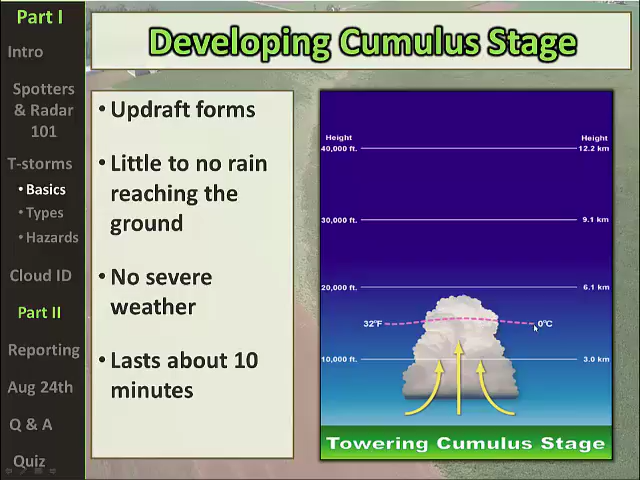 Part I
Intro
Spotters
& Radar
101
T-storms
• Basics
• Types
• Hazards
Cloud ID
Part II
Reporting
Aug 24th
Q & A
Quiz
Developing Cumulus Stage
• Updraft forms
• Little to no rain
reaching the
ground
• No severe
weather
• Lasts about 10
minutes
Height Height
40,000 ft. 12.2 km
30,000 ft. 9.1 km
20,000 ft. 6.1 km
32°F 0°C
10,000 ft. 3.0 km
Towering Cumulus Stage